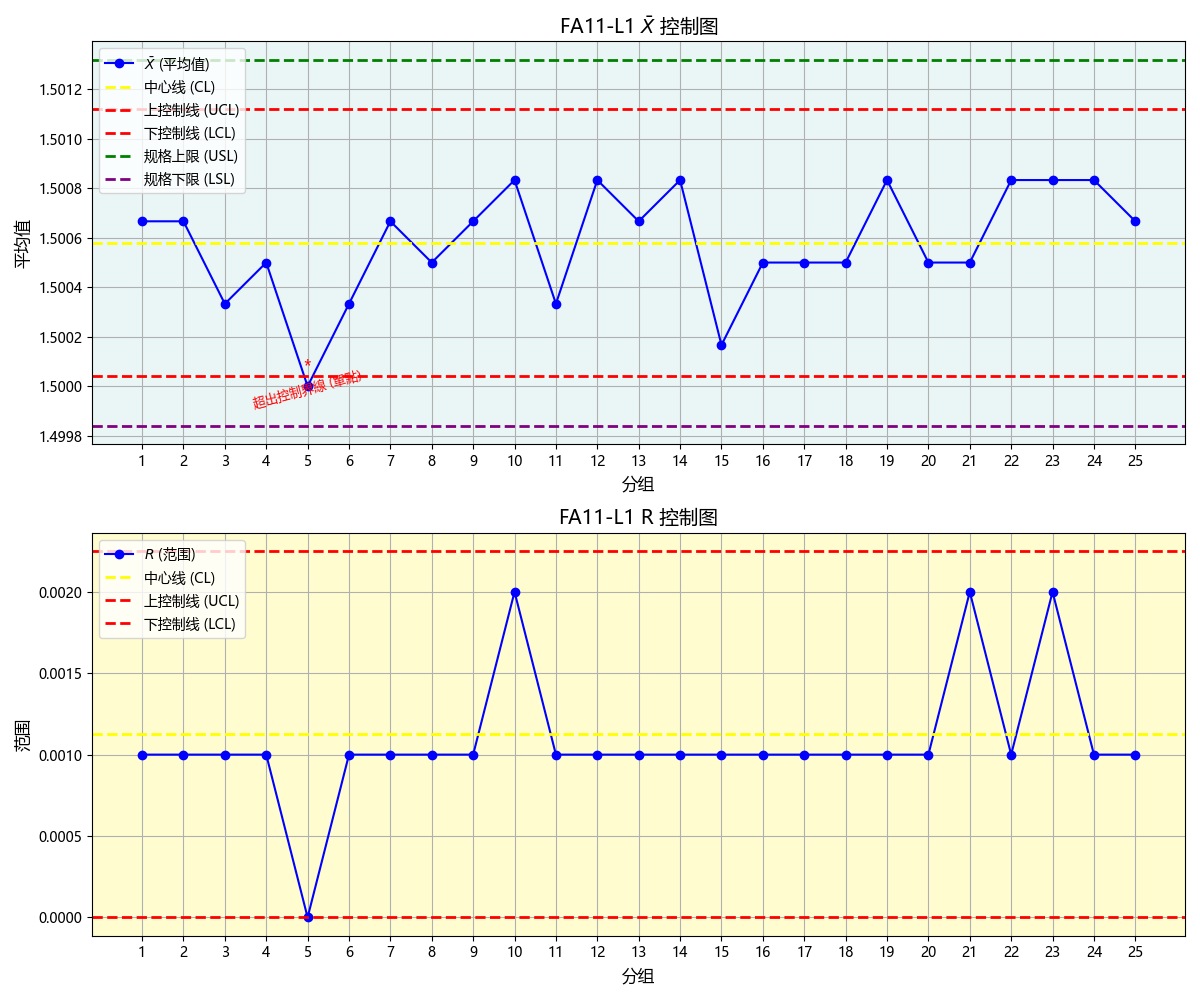 FA11-L1 X̄ 控制图
X̄ (平均值)
中心线 (CL)
上控制线 (UCL)
下控制线 (LCL)
规格上限 (USL)
规格下限 (LSL)
平均值
1.5012
1.5010
1.5008
1.5006
1.5004
1.5002
1.5000
1.4998
*
超出控制界線 (單點)
1 2 3 4 5 6 7 8 9 10 11 12 13 14 15 16 17 18 19 20 21 22 23 24 25
分组
FA11-L1 R 控制图
R (范围)
中心线 (CL)
上控制线 (UCL)
下控制线 (LCL)
范围
0.0020
0.0015
0.0010
0.0005
0.0000
1 2 3 4 5 6 7 8 9 10 11 12 13 14 15 16 17 18 19 20 21 22 23 24 25
分组